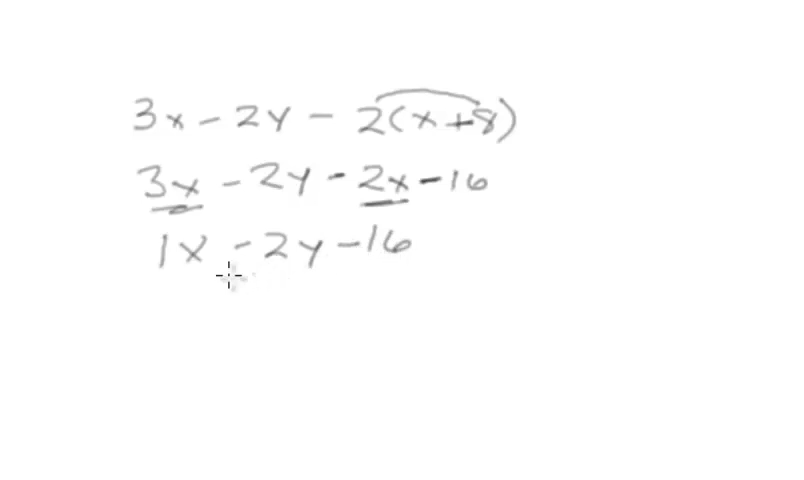 3x - 2y - 2(x+8)
3x - 2y - 2x - 16
1x - 2y - 16